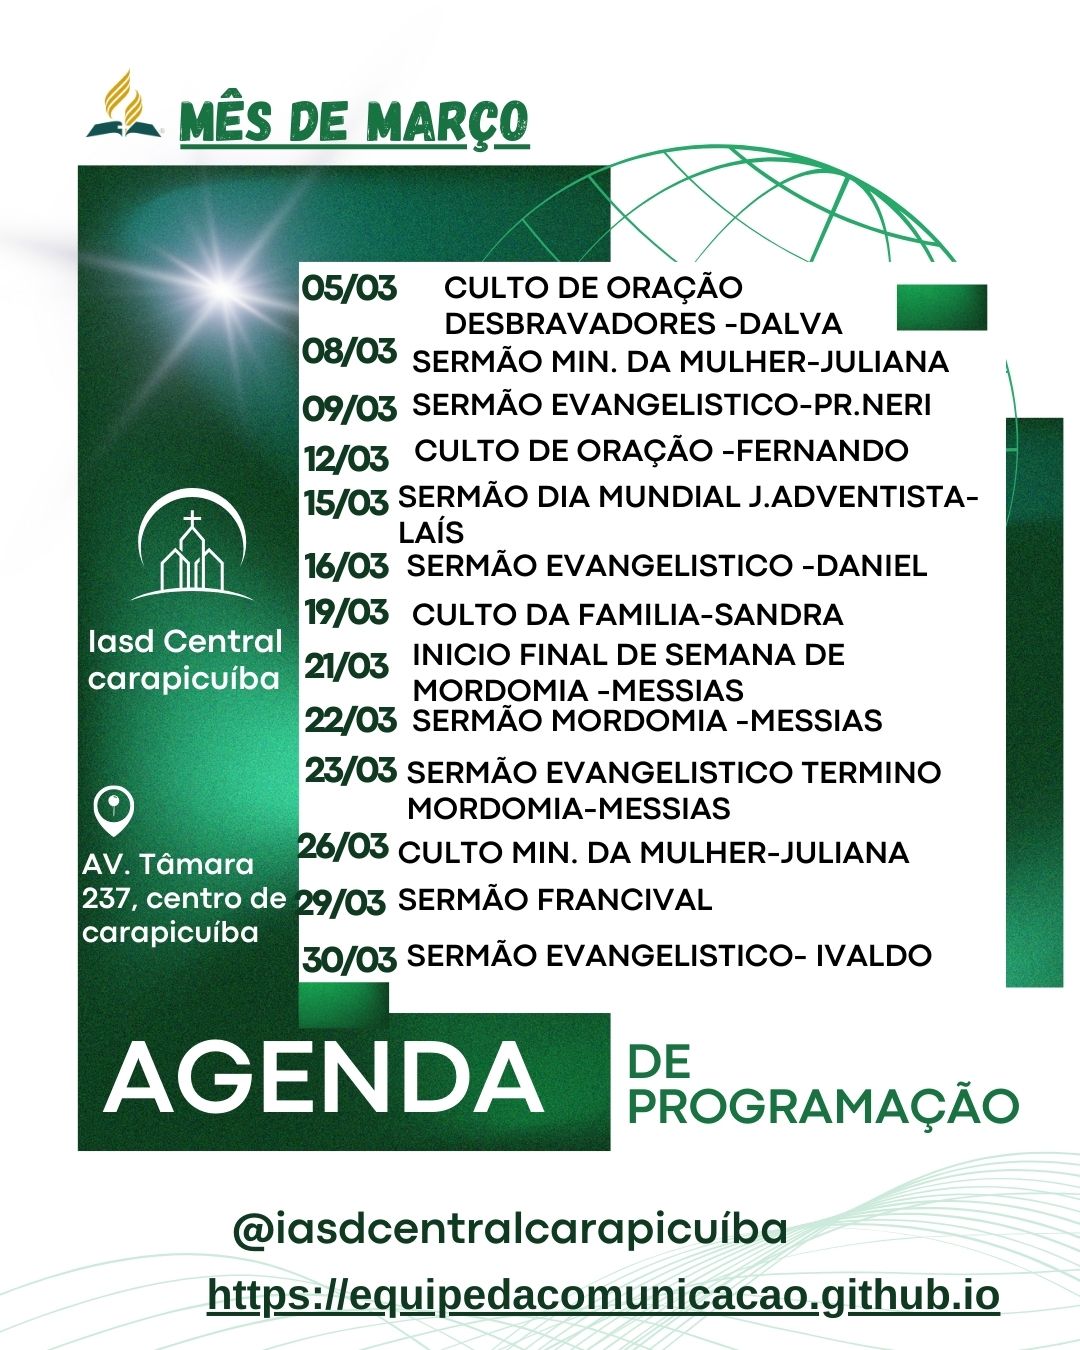 MÊS DE MARÇO
05/03 CULTO DE ORAÇÃO
DESBRAVADORES -DALVA
08/03 SERMÃO MIN. DA MULHER-JULIANA
09/03 SERMÃO EVANGELISTICO-PR.NERI
12/03 CULTO DE ORAÇÃO -FERNANDO
15/03 SERMÃO DIA MUNDIAL J.ADVENTISTA-
LAÍS
16/03 SERMÃO EVANGELISTICO -DANIEL
19/03 CULTO DA FAMILIA-SANDRA
21/03 INICIO FINAL DE SEMANA DE
MORDOMIA -MESSIAS
22/03 SERMÃO MORDOMIA -MESSIAS
23/03 SERMÃO EVANGELISTICO TERMINO
MORDOMIA-MESSIAS
26/03 CULTO MIN. DA MULHER-JULIANA
29/03 SERMÃO FRANCIVAL
30/03 SERMÃO EVANGELISTICO- IVALDO
Iasd Central
carapicuíba
AV. Tâmara
237, centro de
carapicuíba
AGENDA
DE
PROGRAMAÇÃO
@iasdcentralcarapicuíba
https://equipedacomunicacao.github.io